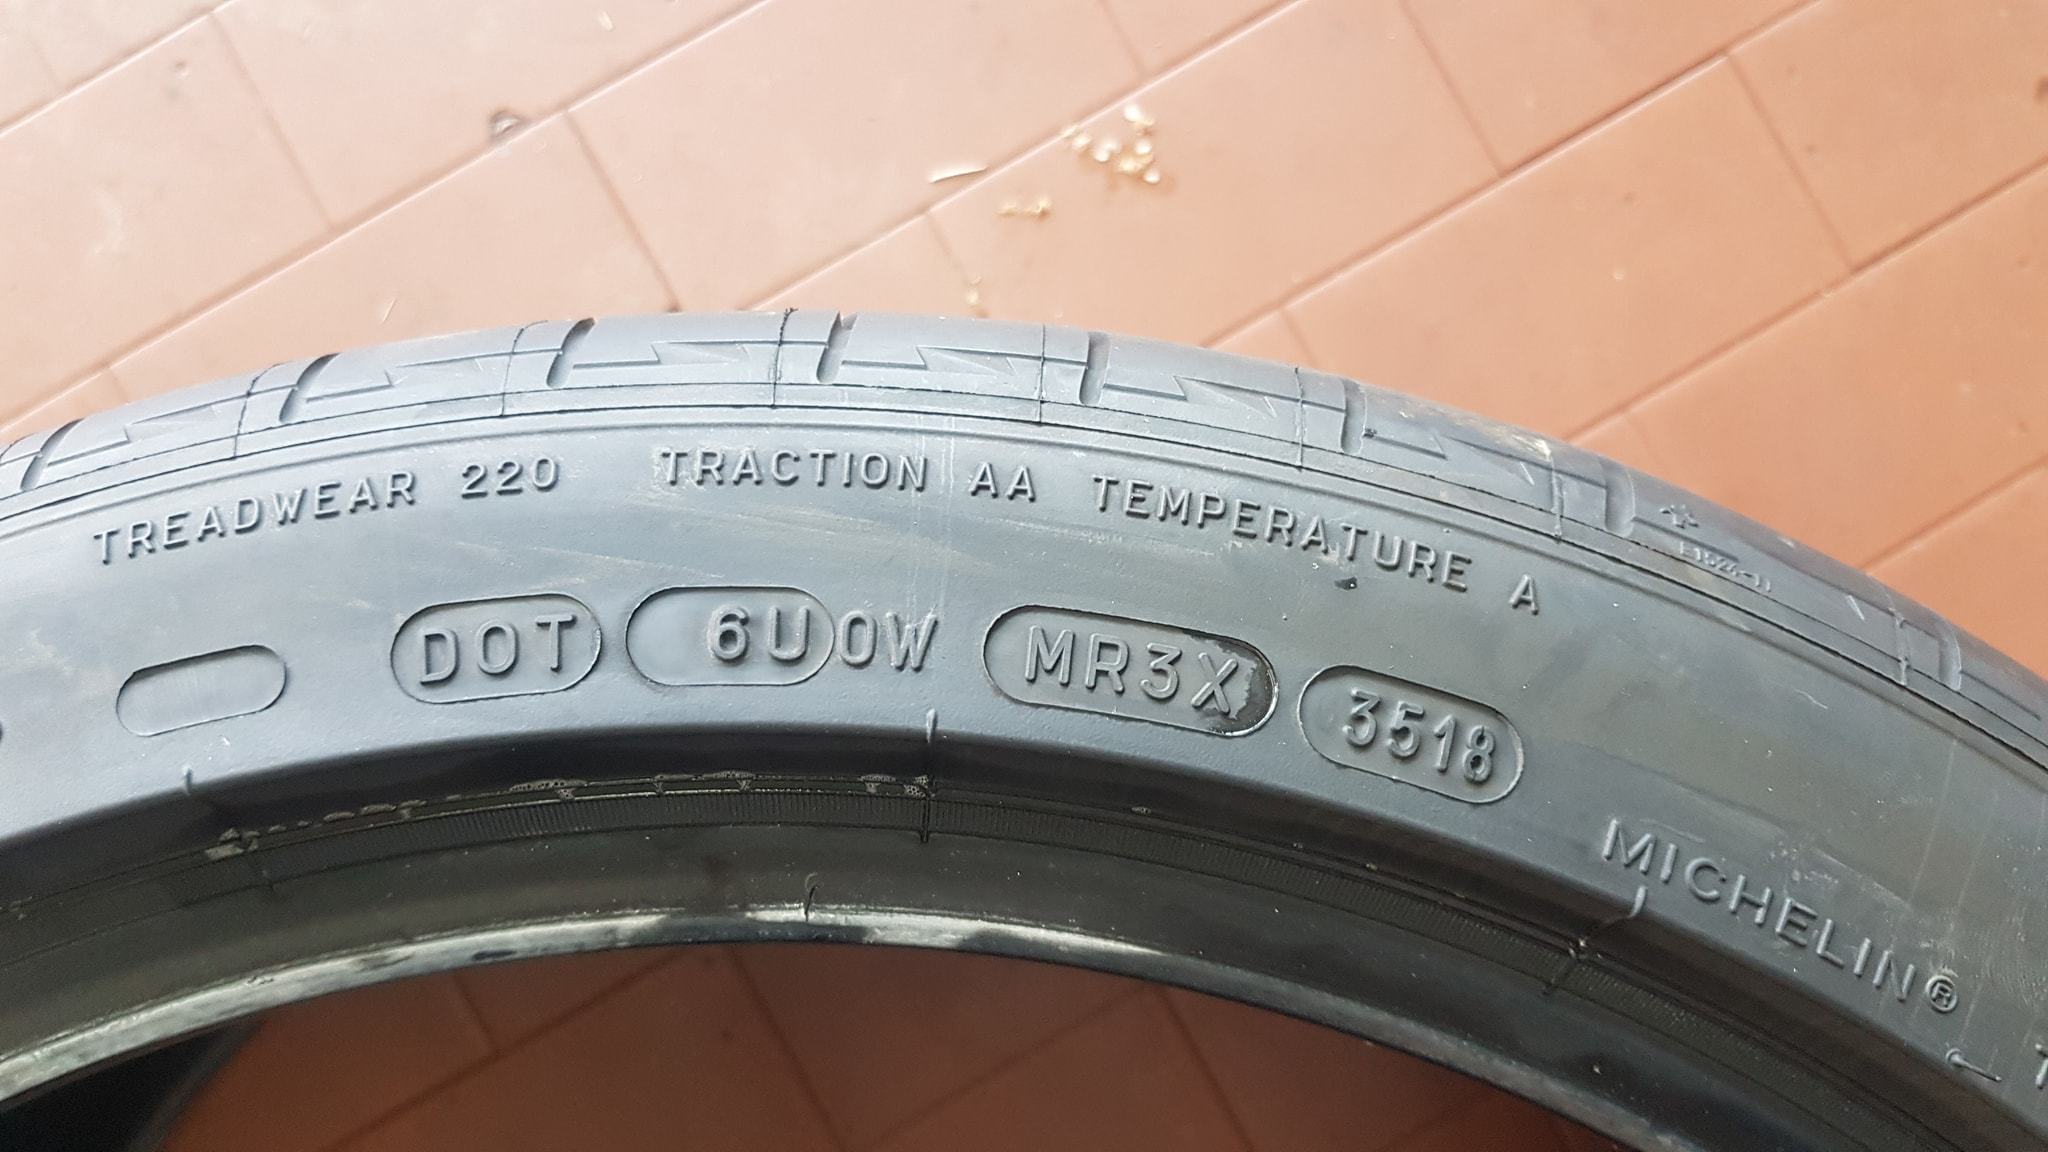 TREADWEAR 220 TRACTION AA TEMPERATURE A
DOT 6U0W MR3X 3518
MICHELIN®